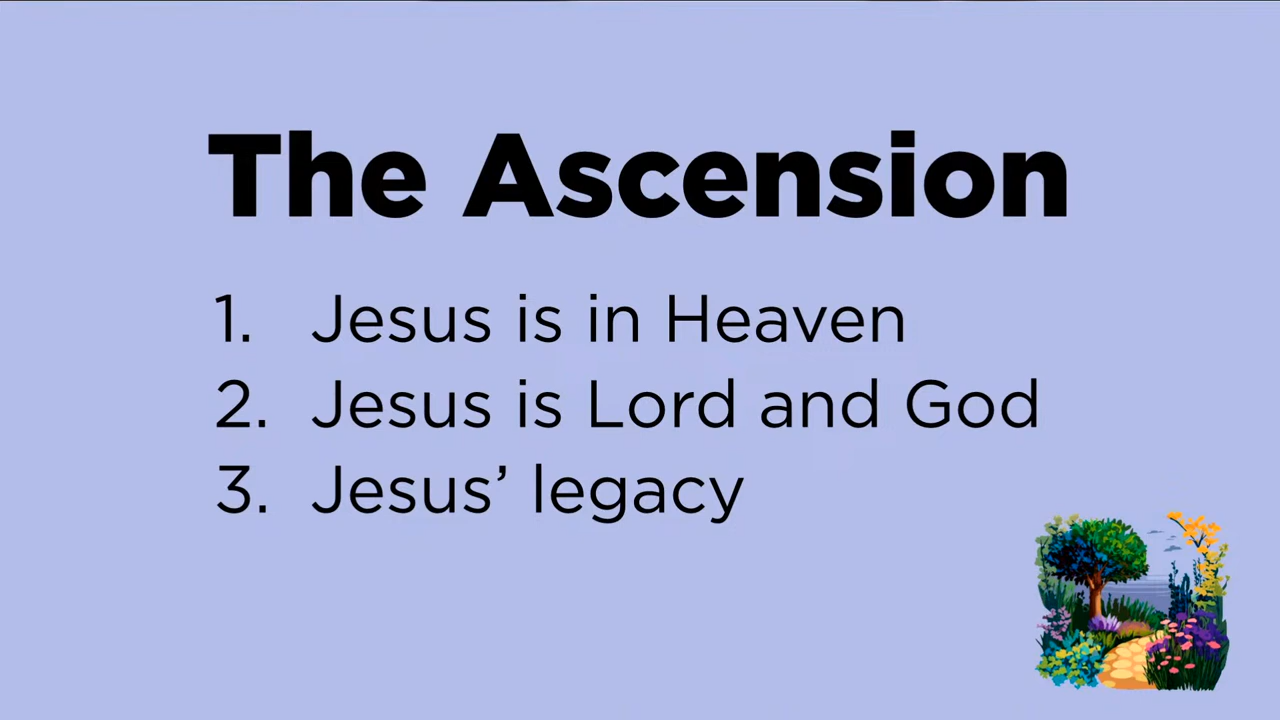 The Ascension
1. Jesus is in Heaven
2. Jesus is Lord and God
3. Jesus’ legacy